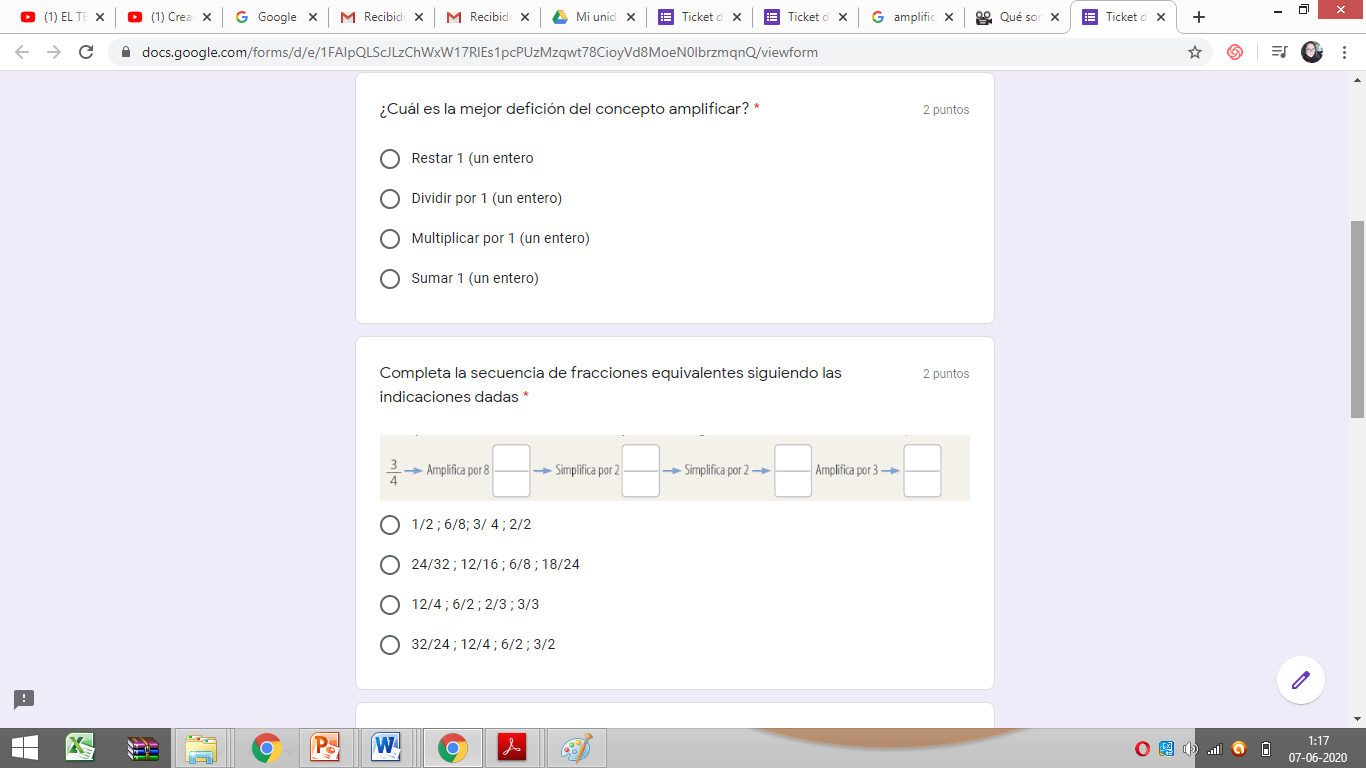 (1) EL TE
(1) Crea
Google
Recibid
Recibid
Mi unid
Ticket d
Ticket d
amplific
Qué sor
Ticket d
docs.google.com/forms/d/e/1FAIpQLScJLzChWxW17RlEs1pcPUzMzqwt78CioyVd8MoeN0lbrzmqnQ/viewform
¿Cuál es la mejor defición del concepto amplificar? *
2 puntos
Restar 1 (un entero
Dividir por 1 (un entero)
Multiplicar por 1 (un entero)
Sumar 1 (un entero)
Completa la secuencia de fracciones equivalentes siguiendo las
2 puntos
indicaciones dadas *
3
4
Amplifica por 8
Simplifica por 2
Simplifica por 2
Amplifica por 3
1/2 ; 6/8; 3/ 4 ; 2/2
24/32 ; 12/16 ; 6/8 ; 18/24
12/4 ; 6/2 ; 2/3 ; 3/3
32/24 ; 12/4 ; 6/2 ; 3/2
1:17
07-06-2020